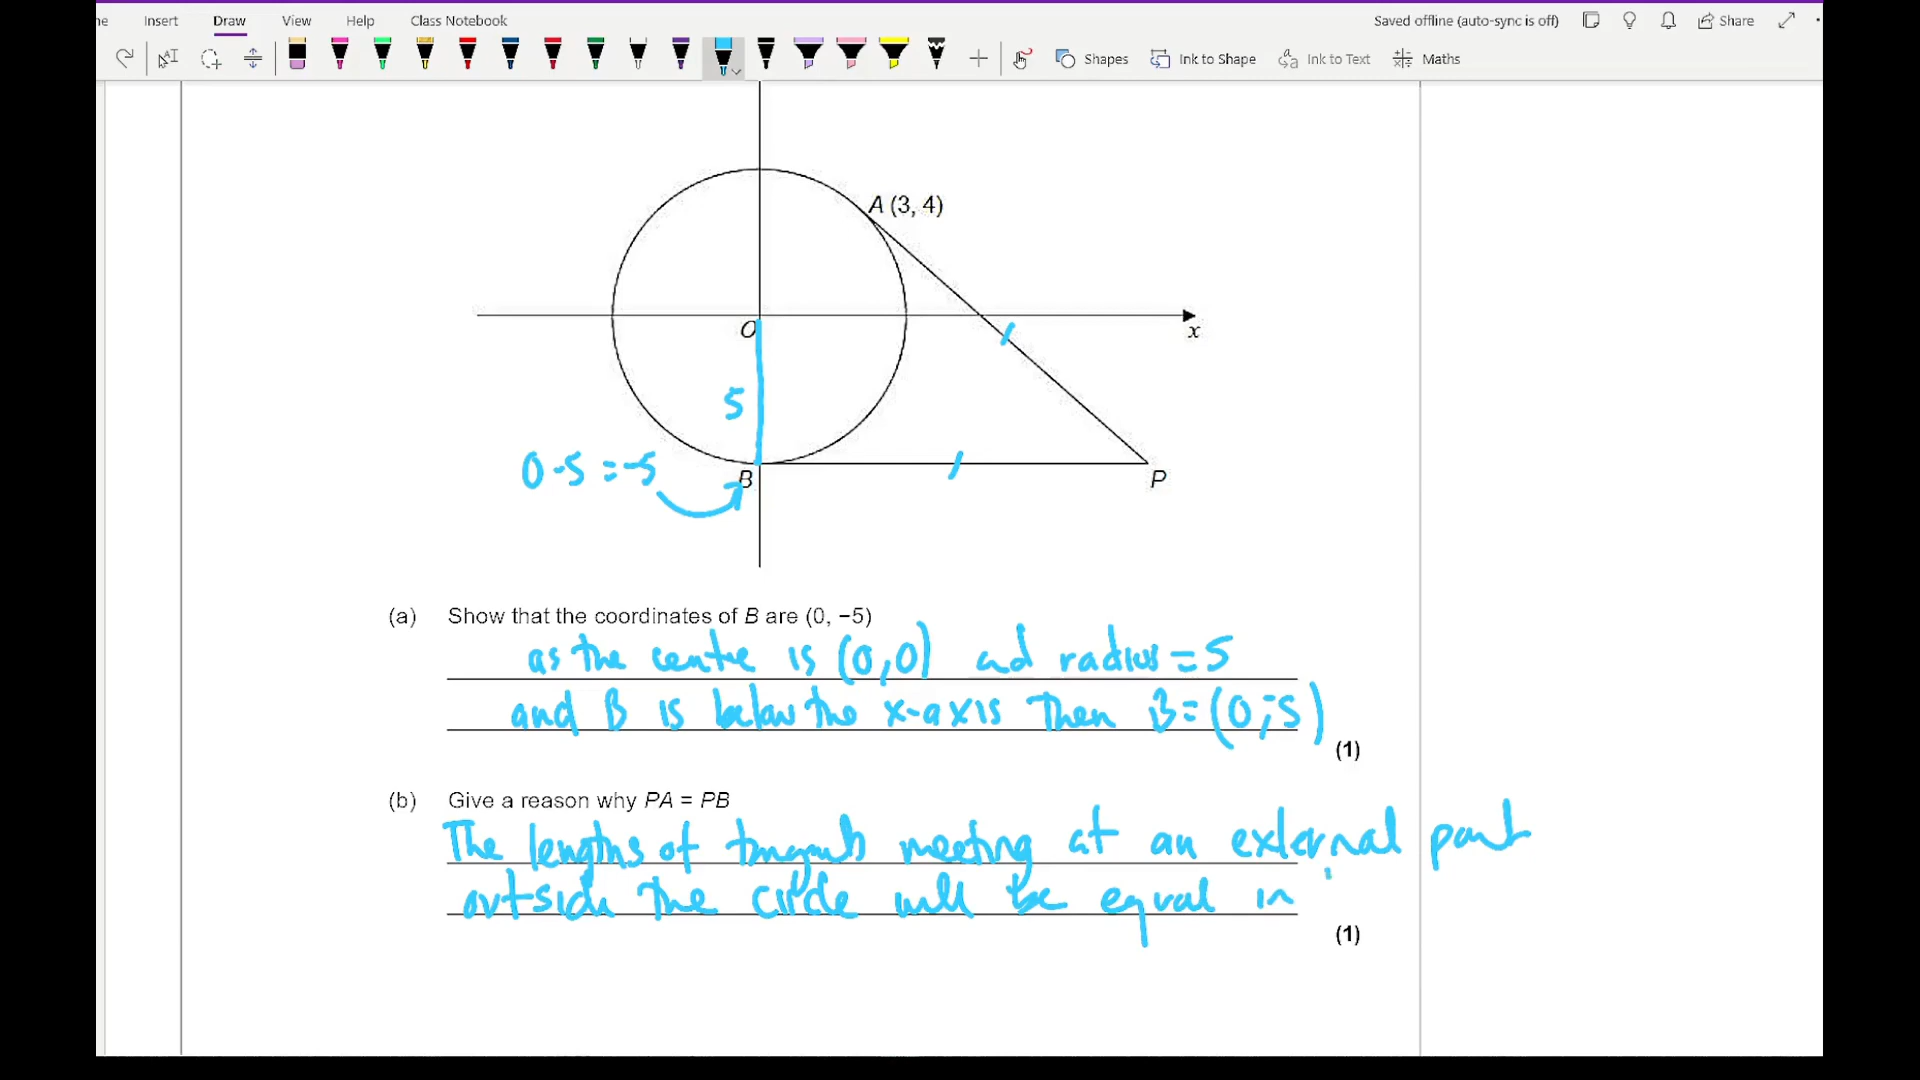 ne Insert Draw View Help Class Notebook Saved offline (auto-sync is off) Share
Shapes Ink to Shape Ink to Text Maths
A (3, 4)
O
x
5
0-5=-5
B
P
(a) Show that the coordinates of B are (0, −5)
as the centre is (0,0) and radius = 5
and B is below the x-axis then B=(0,-5)
(1)
(b) Give a reason why PA = PB
The lengths of tangents meeting at an external point
outside the circle will be equal in
(1)